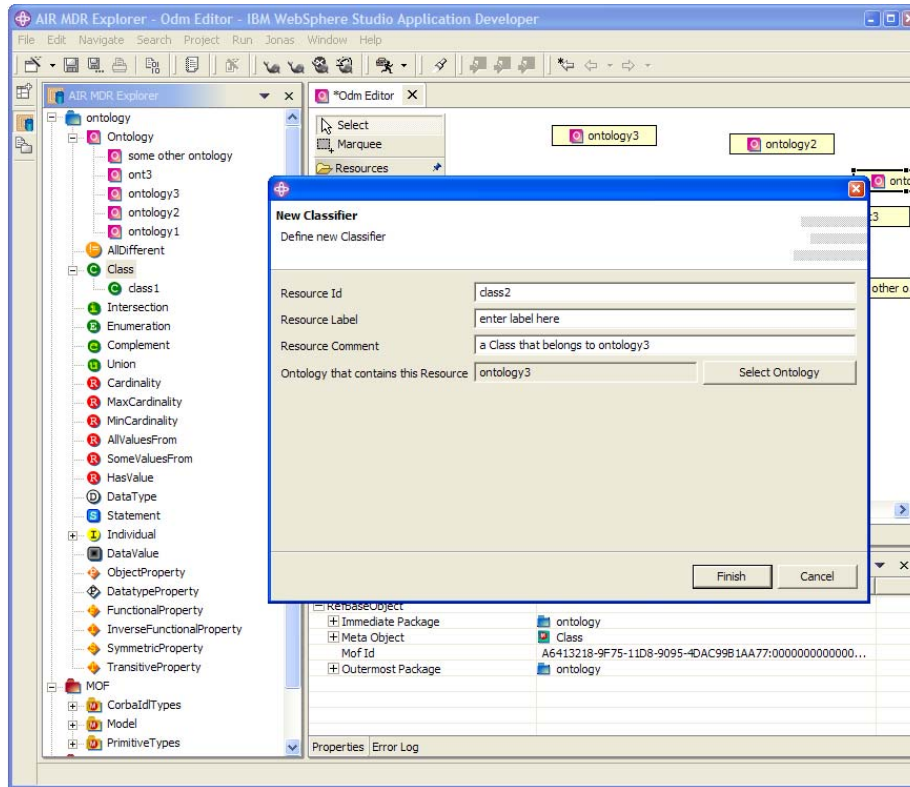 AIR MDR Explorer - Odm Editor - IBM WebSphere Studio Application Developer
File Edit Navigate Search Project Run Jonas Window Help
AIR MDR Explorer
ontology
Ontology
some other ontology
ont3
ontology3
ontology2
ontology1
AllDifferent
Class
class1
Intersection
Enumeration
Complement
Union
Cardinality
MaxCardinality
MinCardinality
AllValuesFrom
SomeValuesFrom
HasValue
DataType
Statement
Individual
DataValue
ObjectProperty
DatatypeProperty
FunctionalProperty
InverseFunctionalProperty
SymmetricProperty
TransitiveProperty
MOF
CorbaIdlTypes
Model
PrimitiveTypes
*Odm Editor
Select
Marquee
Resources
ontology3
ontology2
New Classifier
Define new Classifier
Resource Id class2
Resource Label enter label here
Resource Comment a Class that belongs to ontology3
Ontology that contains this Resource ontology3 Select Ontology
Finish Cancel
other o
RefBaseObject
Immediate Package ontology
Meta Object Class
Mof Id A6413218-9F75-11D8-9095-4DAC99B1AA77:0000000000000...
Outermost Package ontology
Properties Error Log